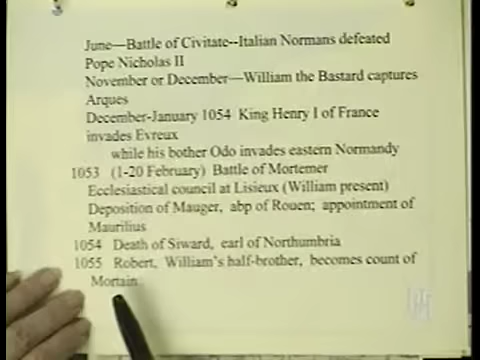 June—Battle of Civitate--Italian Normans defeated
Pope Nicholas II
November or December—William the Bastard captures
Arques
December-January 1054 King Henry I of France
invades Evreux
while his bother Odo invades eastern Normandy
1053 (1-20 February) Battle of Mortemer
Ecclesiastical council at Lisieux (William present)
Deposition of Mauger, abp of Rouen; appointment of
Maurilius
1054 Death of Siward, earl of Northumbria
1055 Robert, William's half-brother, becomes count of
Mortain